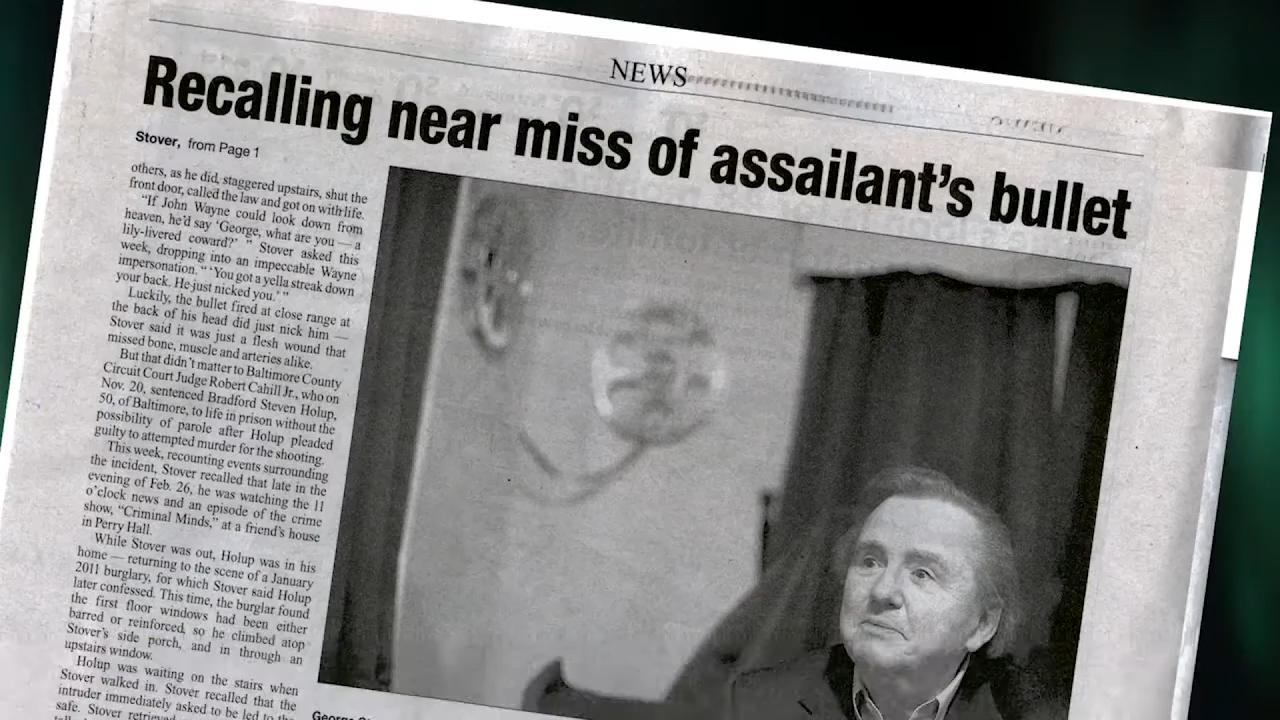 NEWS
Recalling near miss of assailant's bullet
Stover, from Page 1
others, as he did, staggered upstairs, shut the
front door, called the law and got on with life.
"If John Wayne could look down from
heaven, he'd say 'George, what are you — a
lily-livered coward?' " Stover asked this
week, dropping into an impeccable Wayne
impersonation. " 'You got a yella streak down
your back. He just nicked you.' "
Luckily, the bullet fired at close range at
the back of his head did just nick him —
Stover said it was just a flesh wound that
missed bone, muscle and arteries alike.
But that didn't matter to Baltimore County
Circuit Court Judge Robert Cahill Jr., who on
Nov. 20, sentenced Bradford Steven Holup,
50, of Baltimore, to life in prison without the
possibility of parole after Holup pleaded
guilty to attempted murder for the shooting.
This week, recounting events surrounding
the incident, Stover recalled that late in the
evening of Feb. 26, he was watching the 11
o'clock news and an episode of the crime
show, "Criminal Minds," at a friend's house
in Perry Hall.
While Stover was out, Holup was in his
home — returning to the scene of a January
2011 burglary, for which Stover said Holup
later confessed. This time, the burglar found
the first floor windows had been either
barred or reinforced, so he climbed atop
Stover's side porch, and in through an
upstairs window.
Holup was waiting on the stairs when
Stover walked in. Stover recalled that the
intruder immediately asked to be led to the
safe. Stover
George